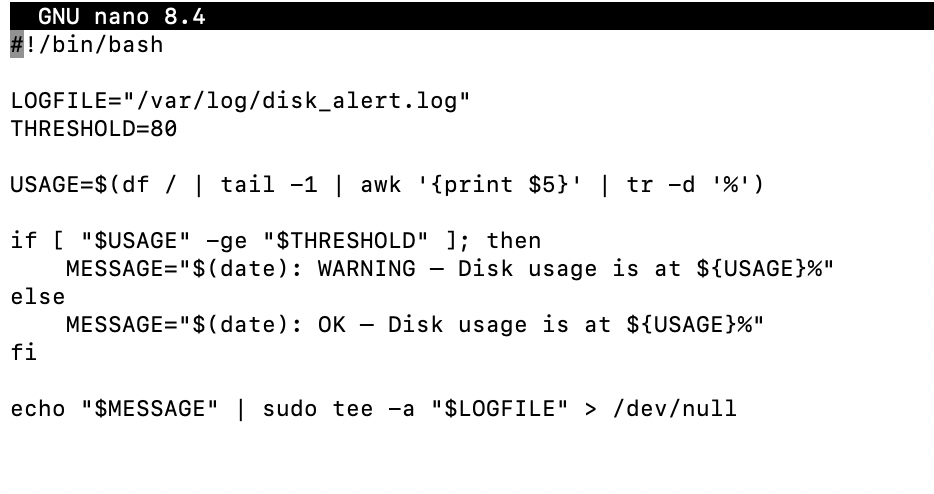 GNU nano 8.4
#!/bin/bash
LOGFILE="/var/log/disk_alert.log"
THRESHOLD=80
USAGE=$(df / | tail -1 | awk '{print $5}' | tr -d '%')
if [ "$USAGE" -ge "$THRESHOLD" ]; then
    MESSAGE="$(date): WARNING — Disk usage is at ${USAGE}%"
else
    MESSAGE="$(date): OK — Disk usage is at ${USAGE}%"
fi
echo "$MESSAGE" | sudo tee -a "$LOGFILE" > /dev/null